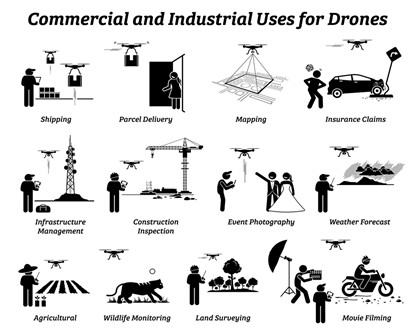 Commercial and Industrial Uses for Drones
Shipping
Parcel Delivery
Mapping
Insurance Claims
Infrastructure
Management
Construction
Inspection
Event Photography
Weather Forecast
Agricultural
Wildlife Monitoring
Land Surveying
Movie Filming